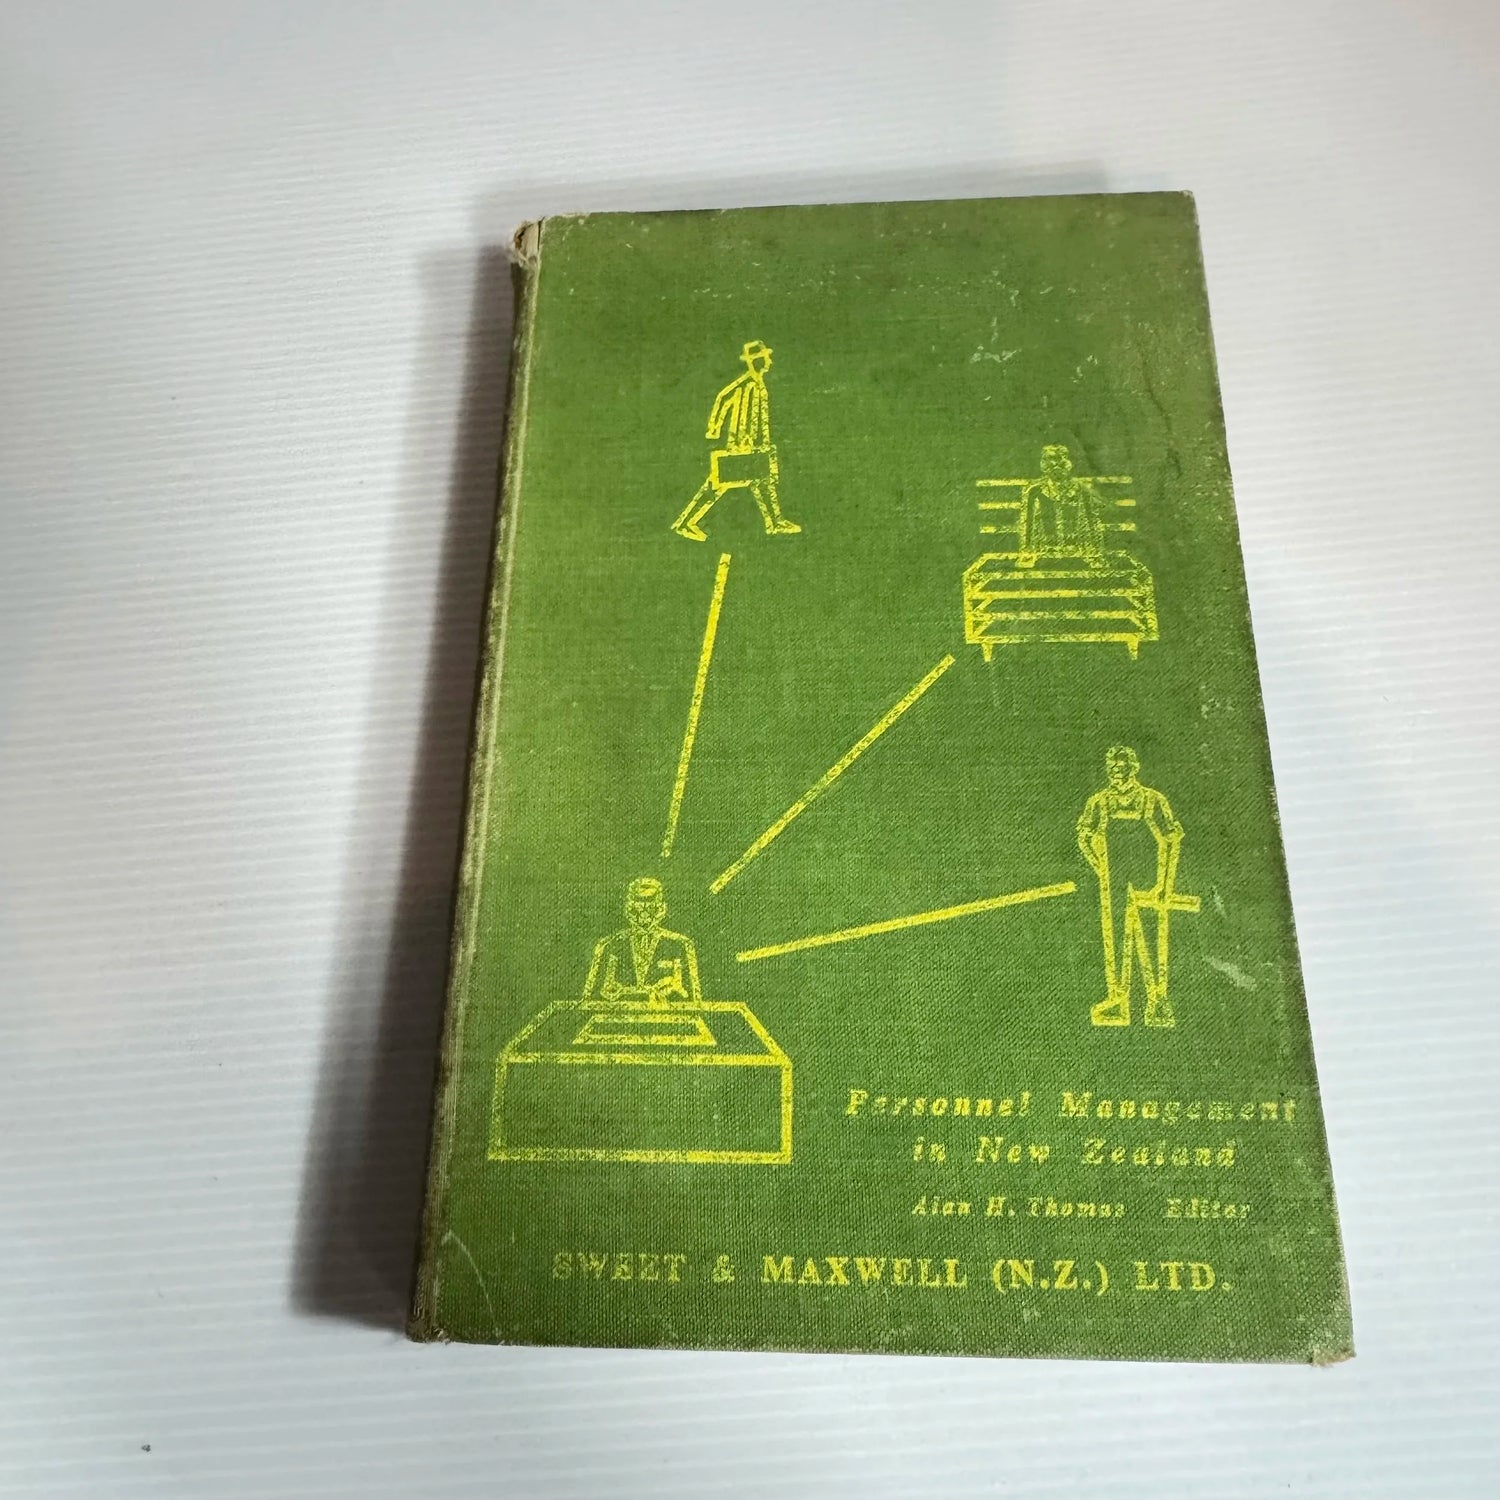 Personnel Management
in New Zealand
Alan H. Thomas Editor
SWEET & MAXWELL (N.Z.) LTD.